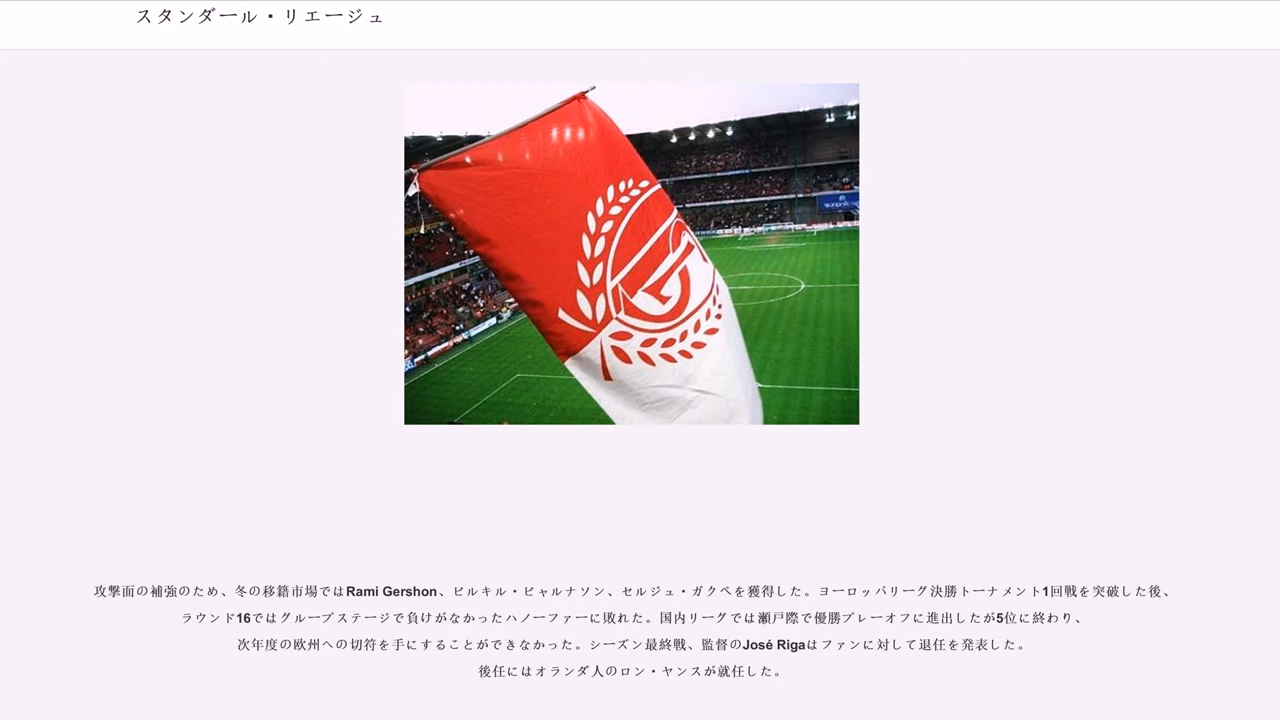 スタンダール・リエージュ
攻撃面の補強のため、冬の移籍市場ではRami Gershon、ビルキル・ビャルナソン、セルジュ・ガクペを獲得した。ヨーロッパリーグ決勝トーナメント1回戦を突破した後、
ラウンド16ではグループステージで負けがなかったハノーファーに敗れた。国内リーグでは瀬戸際で優勝プレーオフに進出したが5位に終わり、
次年度の欧州への切符を手にすることができなかった。シーズン最終戦、監督のJosé Rigaはファンに対して退任を発表した。
後任にはオランダ人のロン・ヤンスが就任した。